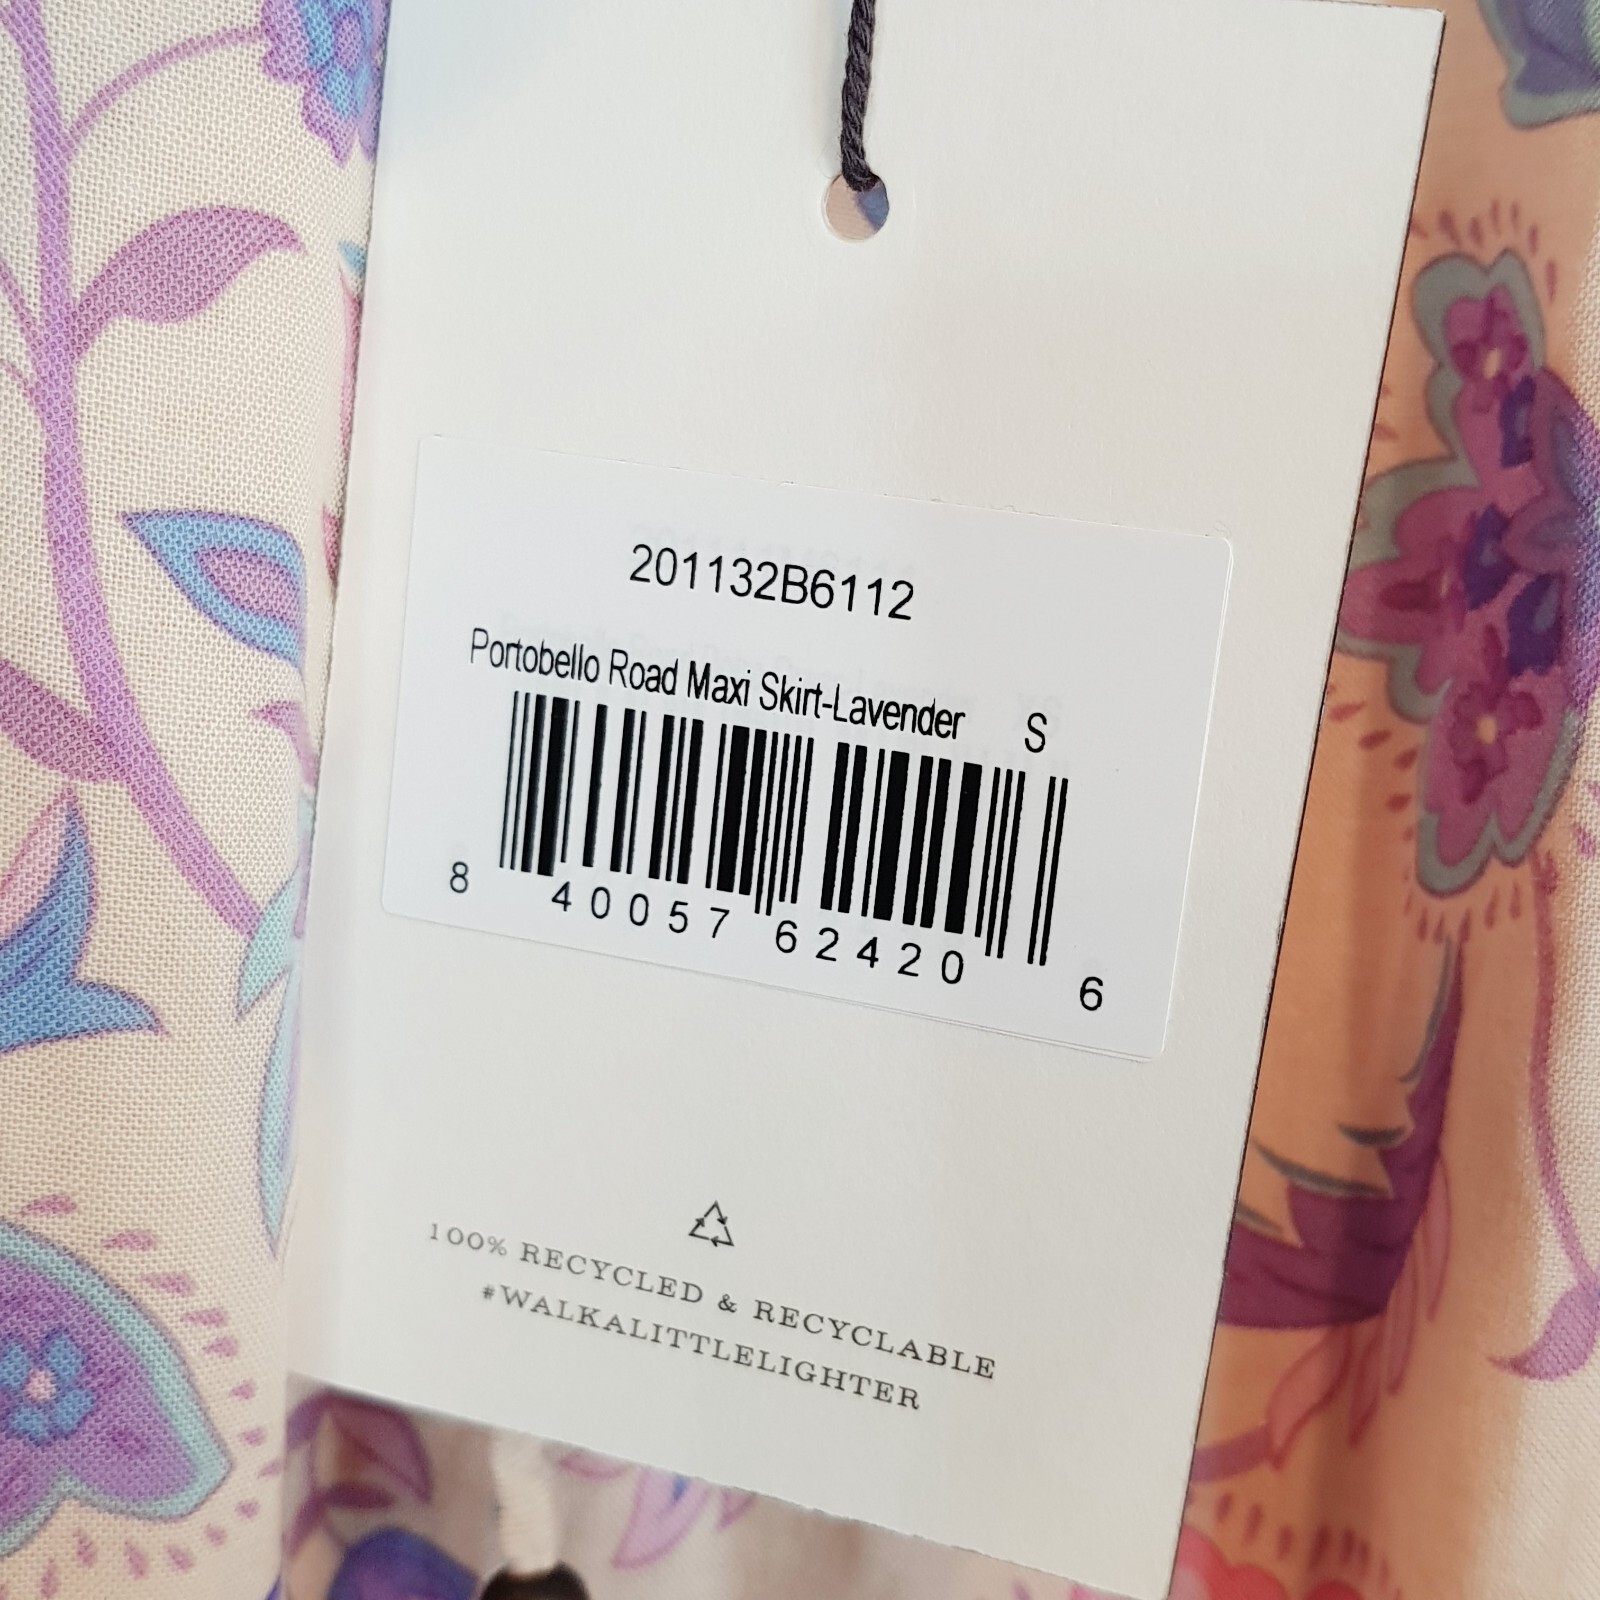 201132B6112
Portobello Road Maxi Skirt-Lavender S
8 40057 62420 6
100% RECYCLED & RECYCLABLE
#WALKALITTLELIGHTER